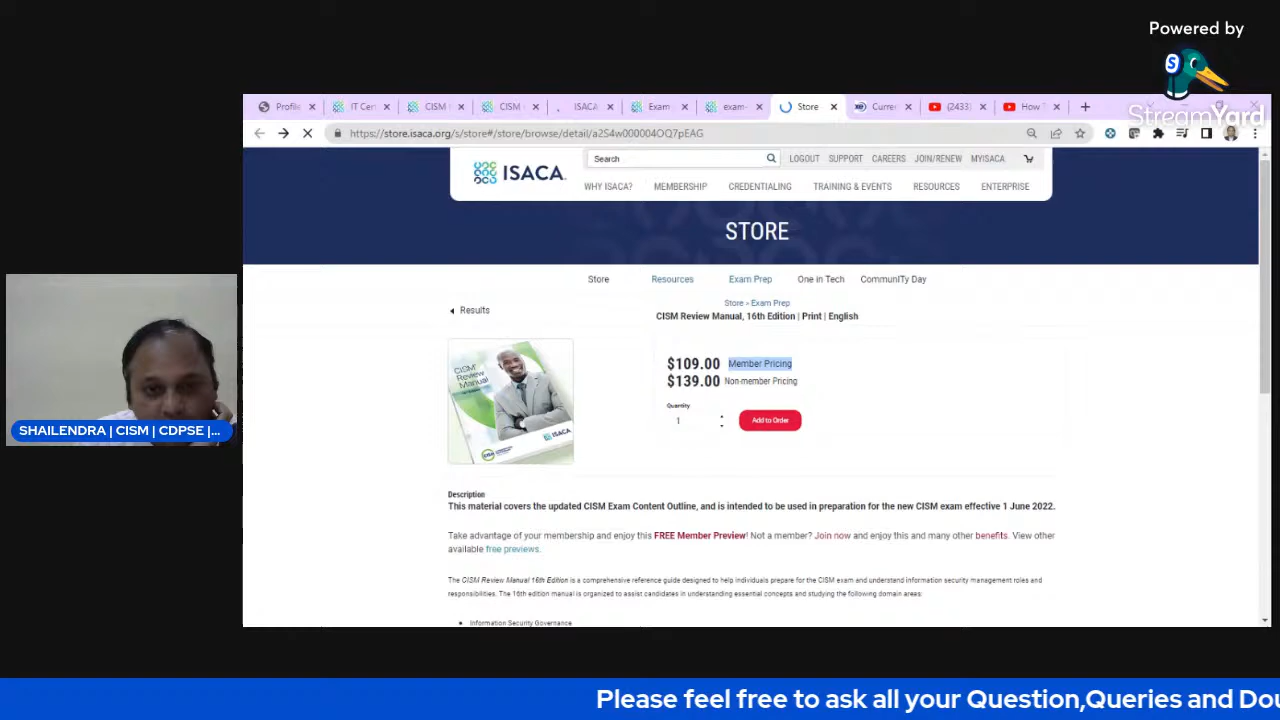 Powered by
S
StreamYard
Profile
IT Cer
CISM
CISM
ISACA
Exam
exam-
Store
Curre
(2433)
How T
https://store.isaca.org/s/store#/store/browse/detail/a2S4w000004OQ7pEAG
ISACA
Search
LOGOUT SUPPORT CAREERS JOIN/RENEW MYISACA
WHY ISACA? MEMBERSHIP CREDENTIALING TRAINING & EVENTS RESOURCES ENTERPRISE
STORE
Store Resources Exam Prep One in Tech CommunITy Day
Results
Store » Exam Prep
CISM Review Manual, 16th Edition | Print | English
CISM Review Manual
ISACA
$109.00 Member Pricing
$139.00 Non-member Pricing
Quantity
1
Add to Order
SHAILENDRA | CISM | CDPSE |...
Description
This material covers the updated CISM Exam Content Outline, and is intended to be used in preparation for the new CISM exam effective 1 June 2022.
Take advantage of your membership and enjoy this FREE Member Preview! Not a member? Join now and enjoy this and many other benefits. View other
available free previews.
The CISM Review Manual 16th Edition is a comprehensive reference guide designed to help individuals prepare for the CISM exam and understand information security management roles and
responsibilities. The 16th edition manual is organized to assist candidates in understanding essential concepts and studying the following domain areas:
Information Security Governance
Please feel free to ask all your Question,Queries and Dou